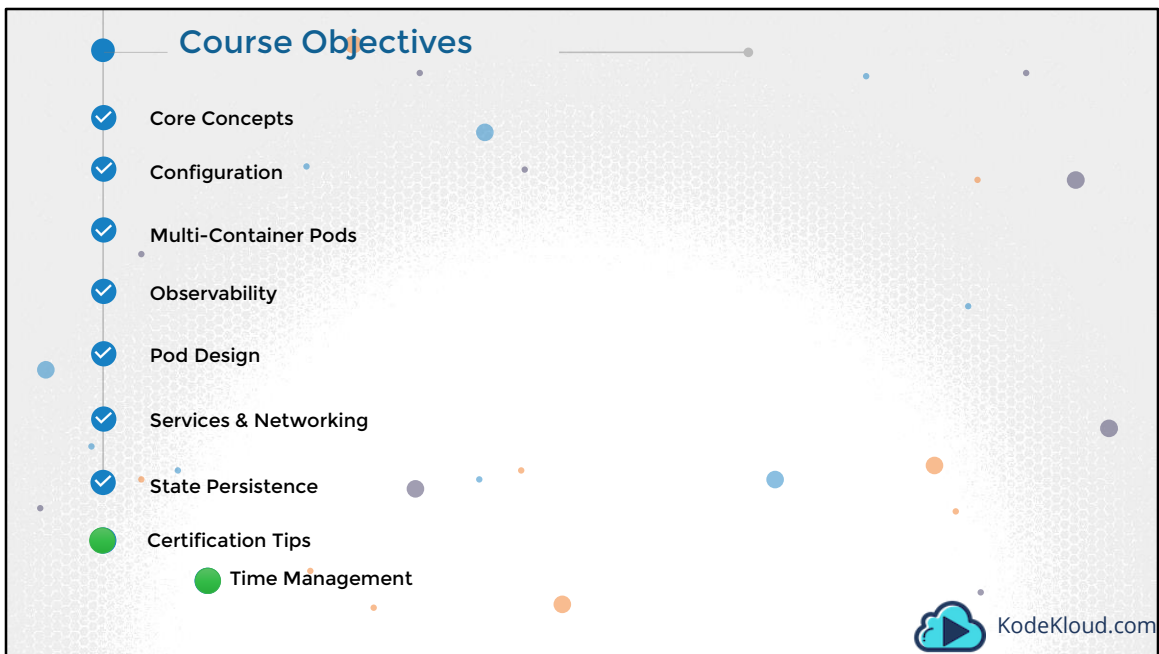 Course Objectives
Core Concepts
Configuration
Multi-Container Pods
Observability
Pod Design
Services & Networking
State Persistence
Certification Tips
Time Management
KodeKloud.com